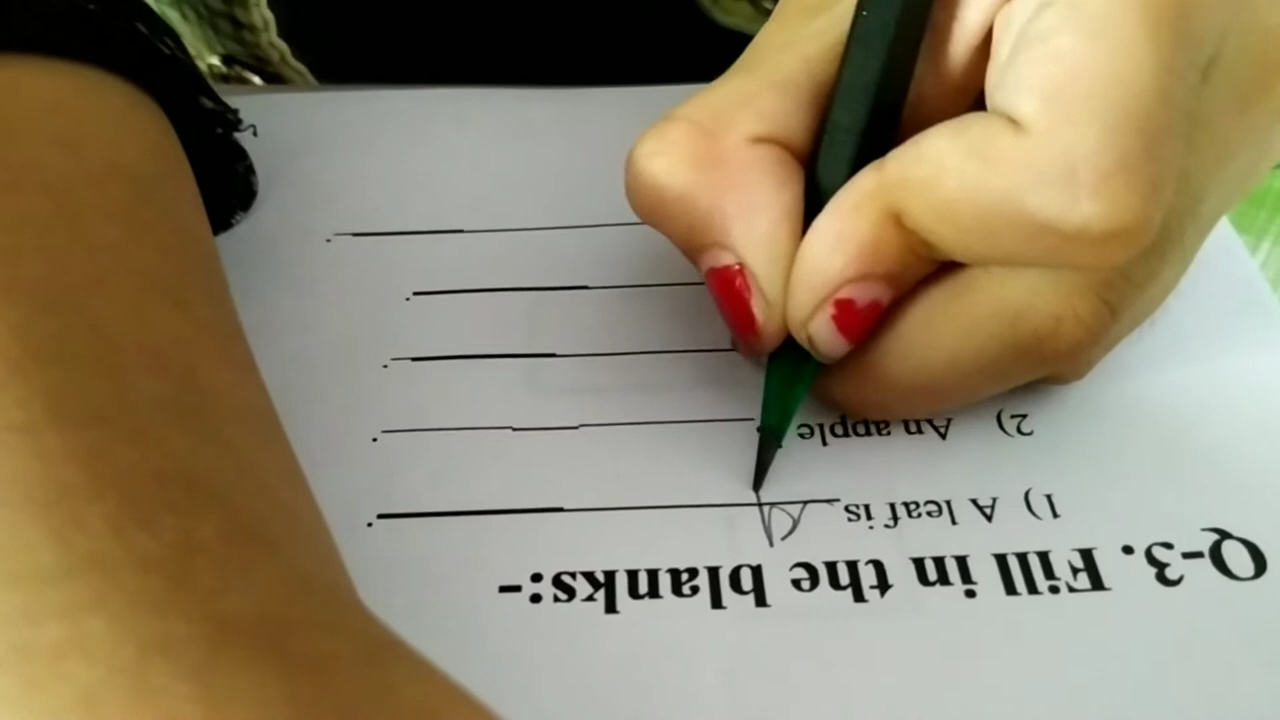 Q-3. Fill in the blanks:-
1) A leaf is
2) An apple